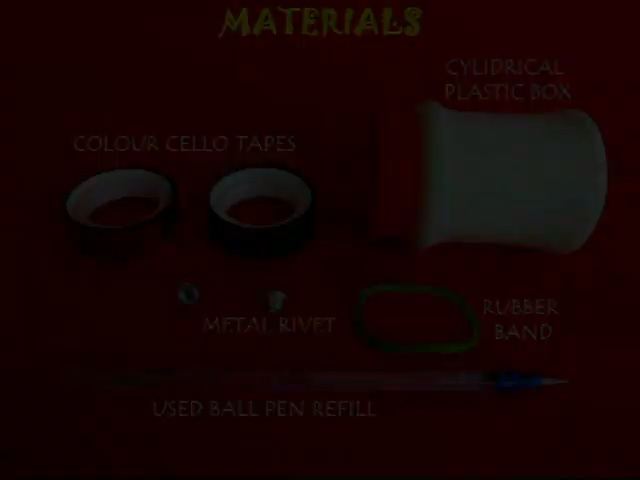 MATERIALS
CYLIDRICAL
PLASTIC BOX
COLOUR CELLO TAPES
METAL RIVET
RUBBER
BAND
USED BALL PEN REFILL